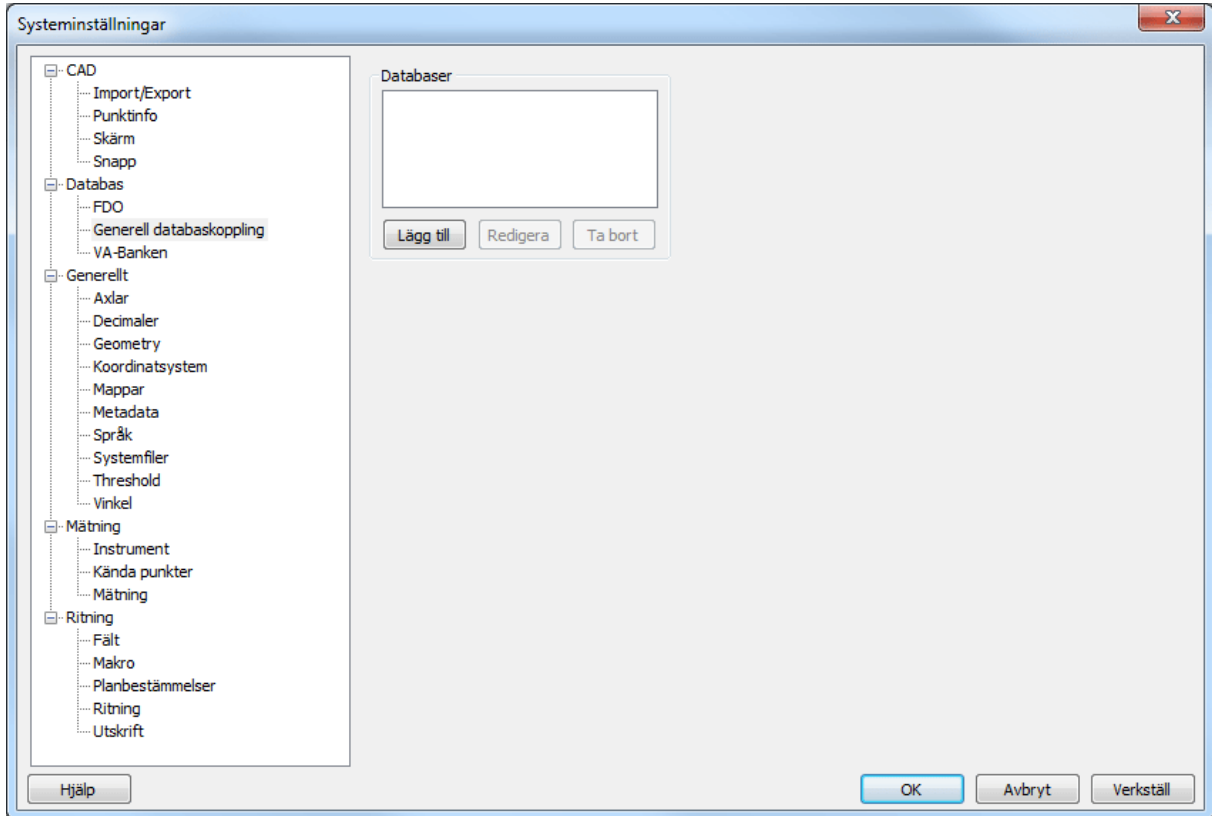 Systeminställningar
CAD
Import/Export
Punktinfo
Skärm
Snapp
Databas
FDO
Generell databaskoppling
VA-Banken
Generellt
Axlar
Decimaler
Geometry
Koordinatsystem
Mappar
Metadata
Språk
Systemfiler
Threshold
Vinkel
Mätning
Instrument
Kända punkter
Mätning
Ritning
Fält
Makro
Planbestämmelser
Ritning
Utskrift
Databaser
Lägg till Redigera Ta bort
Hjälp OK Avbryt Verkställ